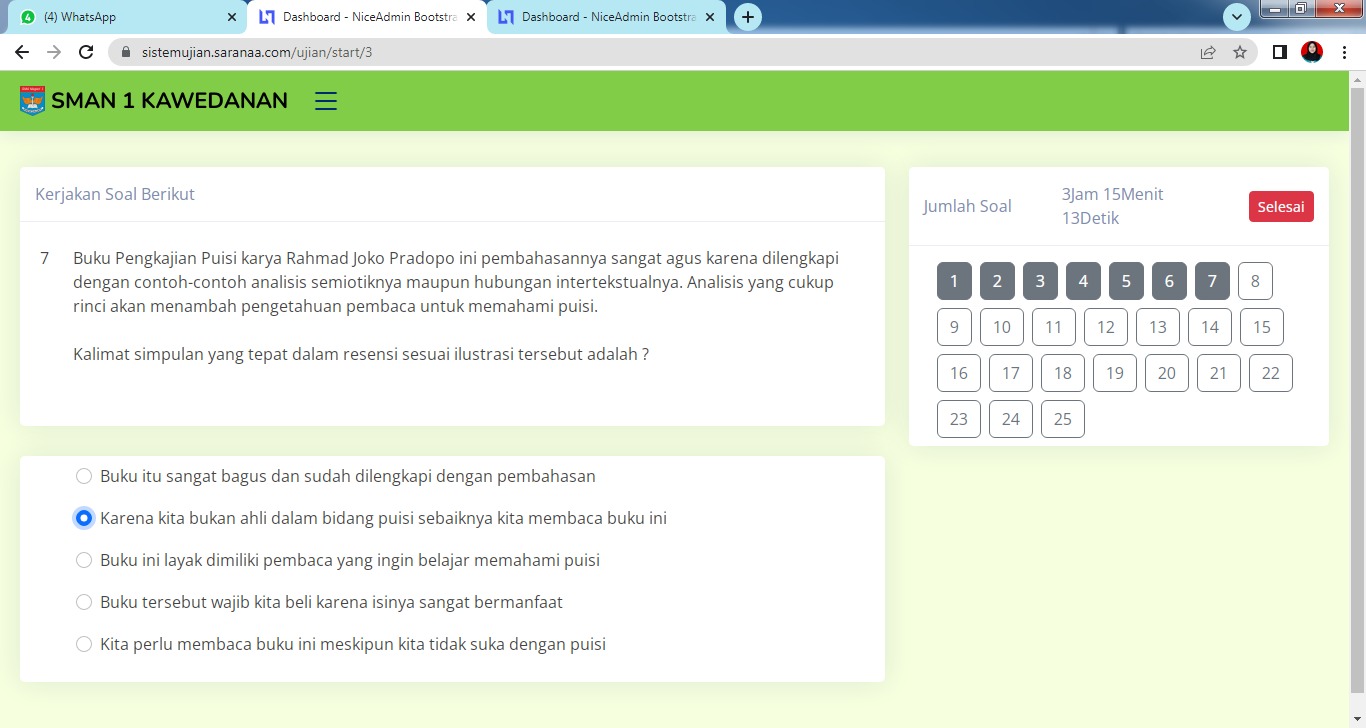 (4) WhatsApp
Dashboard - NiceAdmin Bootstra
Dashboard - NiceAdmin Bootstra
sistemujian.saranaa.com/ujian/start/3
SMAN 1 KAWEDANAN
Kerjakan Soal Berikut
7 Buku Pengkajian Puisi karya Rahmad Joko Pradopo ini pembahasannya sangat agus karena dilengkapi
dengan contoh-contoh analisis semiotiknya maupun hubungan intertekstualnya. Analisis yang cukup
rinci akan menambah pengetahuan pembaca untuk memahami puisi.
Kalimat simpulan yang tepat dalam resensi sesuai ilustrasi tersebut adalah ?
Buku itu sangat bagus dan sudah dilengkapi dengan pembahasan
Karena kita bukan ahli dalam bidang puisi sebaiknya kita membaca buku ini
Buku ini layak dimiliki pembaca yang ingin belajar memahami puisi
Buku tersebut wajib kita beli karena isinya sangat bermanfaat
Kita perlu membaca buku ini meskipun kita tidak suka dengan puisi
Jumlah Soal
3Jam 15Menit
13Detik
Selesai
1 2 3 4 5 6 7 8
9 10 11 12 13 14 15
16 17 18 19 20 21 22
23 24 25